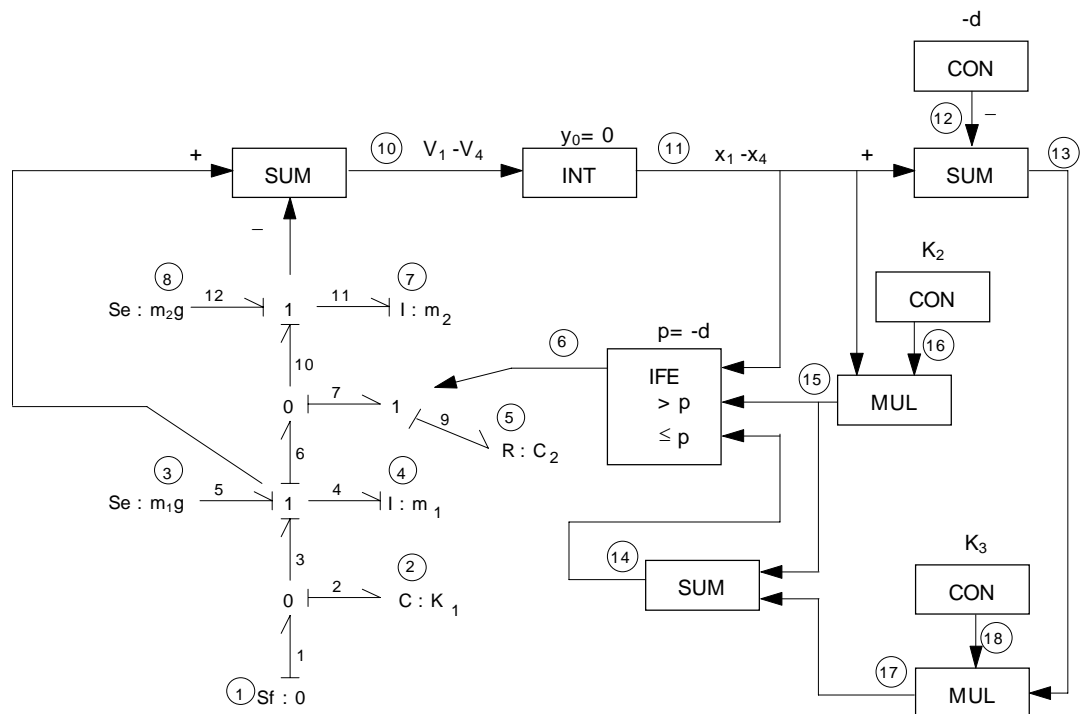 -d
CON
12 −
+ SUM 10 V1 -V4 y0= 0 INT 11 x1 -x4 + SUM 13
−
K2
CON
16
8 7
Se : m2g 12 1 11 I : m2
10
p= -d
6
IFE
> p
≤ p
15 MUL
0 7 1
9 5
R : C2
6
3 4
Se : m1g 5 1 4 I : m1
3
14 SUM
K3
CON
18
2
0 2 C : K1
1
17 MUL
1 Sf : 0